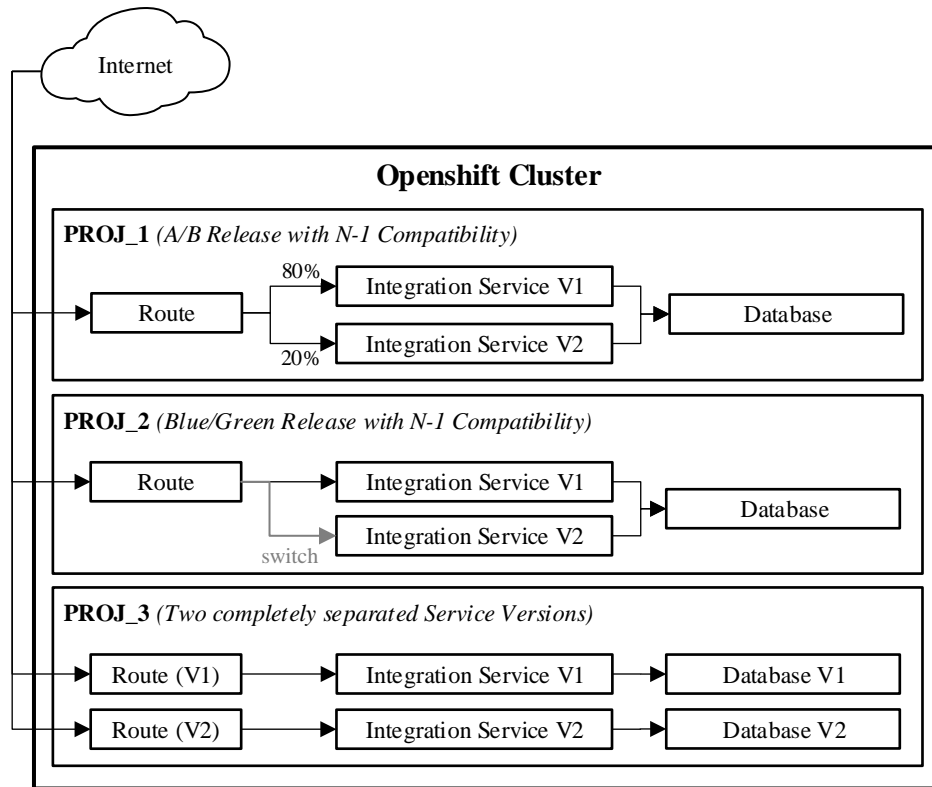 Internet
Openshift Cluster
PROJ_1 (A/B Release with N-1 Compatibility)
80%
Integration Service V1
Route
Database
Integration Service V2
20%
PROJ_2 (Blue/Green Release with N-1 Compatibility)
Route
Integration Service V1
Database
Integration Service V2
switch
PROJ_3 (Two completely separated Service Versions)
Route (V1)
Integration Service V1
Database V1
Route (V2)
Integration Service V2
Database V2